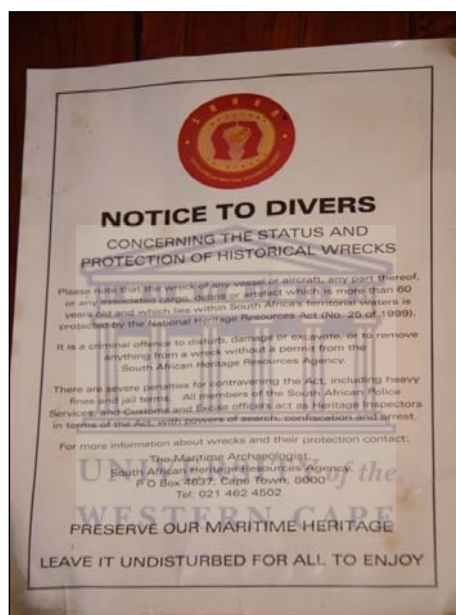 SAHRA
NOTICE TO DIVERS
CONCERNING THE STATUS AND
PROTECTION OF HISTORICAL WRECKS
Please note that the wreck of any vessel or aircraft, any part thereof,
or any associated cargo, debris or artefact which is more than 60
years old and which lies within South Africa's territorial waters is
protected by the National Heritage Resources Act (No. 25 of 1999).
It is a criminal offence to disturb, damage or excavate, or to remove
anything from a wreck without a permit from the
South African Heritage Resources Agency.
There are severe penalties for contravening the Act, including heavy
fines and jail terms. All members of the South African Police
Services, and Customs and Excise officers act as Heritage Inspectors
in terms of the Act, with powers of search, confiscation and arrest.
For more information about wrecks and their protection contact:
The Maritime Archaeologist,
South African Heritage Resources Agency,
P O Box 4637, Cape Town, 8000
Tel: 021 462 4502
UNIVERSITY of the
WESTERN CAPE
PRESERVE OUR MARITIME HERITAGE
LEAVE IT UNDISTURBED FOR ALL TO ENJOY